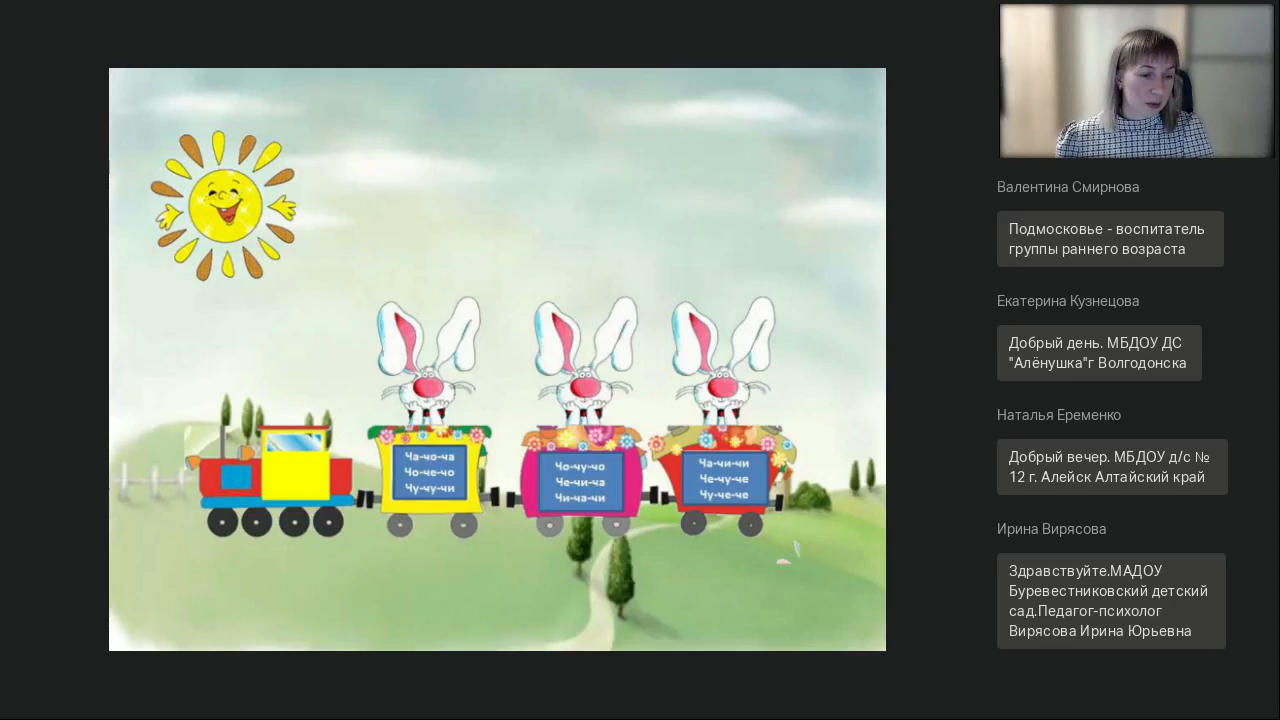 Ча-чо-ча
Чо-че-чо
Чу-чу-чи
Чо-чу-чо
Че-чи-ча
Чи-ча-чи
Ча-чи-чи
Че-чу-че
Чу-че-че
Валентина Смирнова
Подмосковье - воспитатель
группы раннего возраста
Екатерина Кузнецова
Добрый день. МБДОУ ДС
"Алёнушка"г Волгодонска
Наталья Еременко
Добрый вечер. МБДОУ д/с №
12 г. Алейск Алтайский край
Ирина Вирясова
Здравствуйте.МАДОУ
Буревестниковский детский
сад.Педагог-психолог
Вирясова Ирина Юрьевна